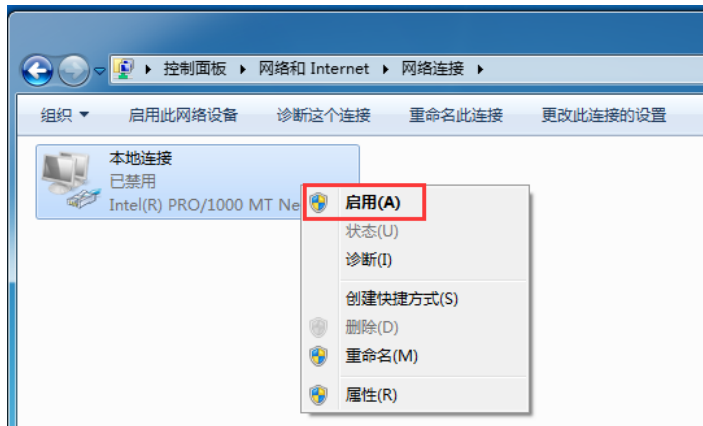 控制面板 ▸ 网络和 Internet ▸ 网络连接 ▸
组织 ▼ 启用此网络设备 诊断这个连接 重命名此连接 更改此连接的设置
本地连接
已禁用
Intel(R) PRO/1000 MT Ne
启用(A)
状态(U)
诊断(I)
创建快捷方式(S)
删除(D)
重命名(M)
属性(R)